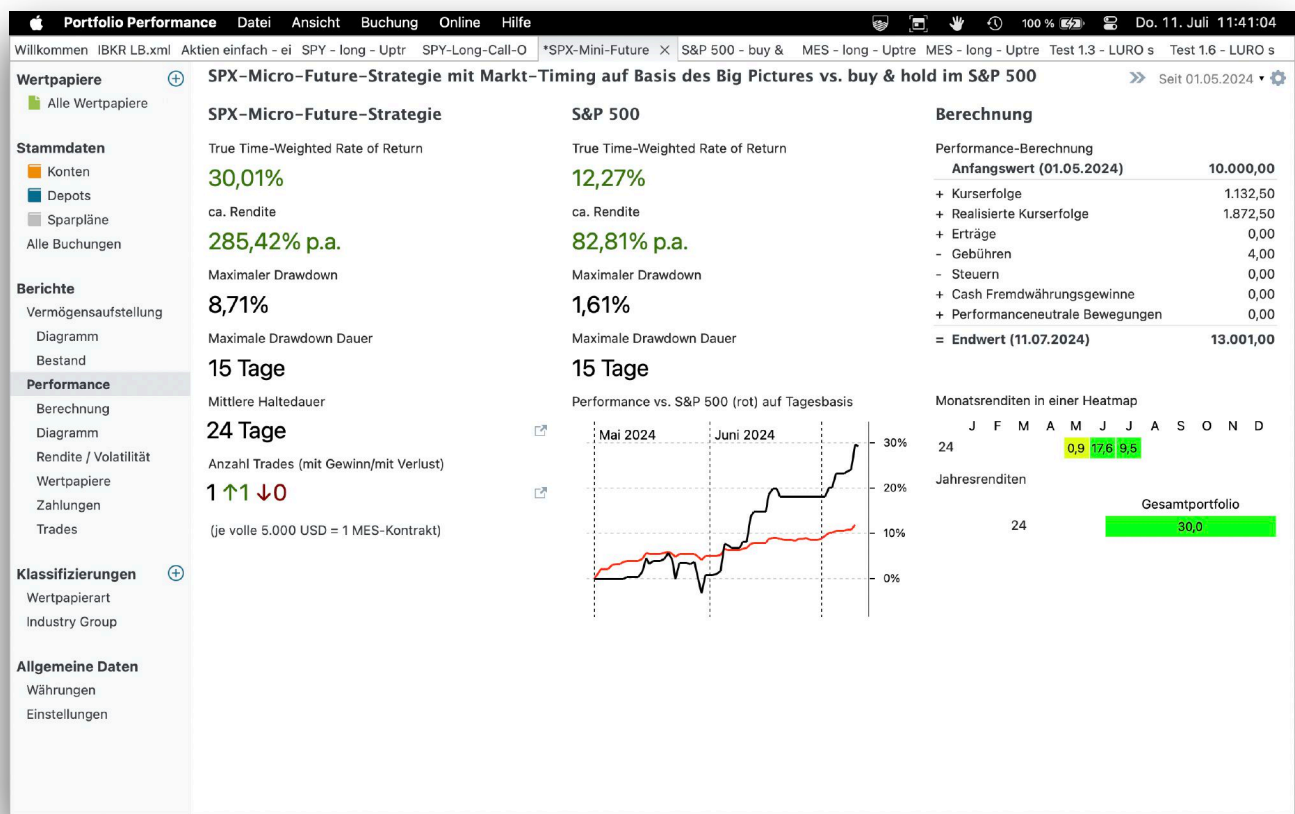 Portfolio Performance Datei Ansicht Buchung Online Hilfe 100 % Do. 11. Juli 11:41:04
Willkommen IBKR LB.xml Aktien einfach - ei SPY - long - Uptr SPY-Long-Call-O *SPX-Mini-Future × S&P 500 - buy & MES - long - Uptre MES - long - Uptre Test 1.3 - LURO s Test 1.6 - LURO s
Wertpapiere
Alle Wertpapiere
Stammdaten
Konten
Depots
Sparpläne
Alle Buchungen
Berichte
Vermögensaufstellung
Diagramm
Bestand
Performance
Berechnung
Diagramm
Rendite / Volatilität
Wertpapiere
Zahlungen
Trades
Klassifizierungen
Wertpapierart
Industry Group
Allgemeine Daten
Währungen
Einstellungen
SPX-Micro-Future-Strategie mit Markt-Timing auf Basis des Big Pictures vs. buy & hold im S&P 500
Seit 01.05.2024
SPX-Micro-Future-Strategie
True Time-Weighted Rate of Return
30,01%
ca. Rendite
285,42% p.a.
Maximaler Drawdown
8,71%
Maximale Drawdown Dauer
15 Tage
Mittlere Haltedauer
24 Tage
Anzahl Trades (mit Gewinn/mit Verlust)
1 ↑1 ↓0
(je volle 5.000 USD = 1 MES-Kontrakt)
S&P 500
True Time-Weighted Rate of Return
12,27%
ca. Rendite
82,81% p.a.
Maximaler Drawdown
1,61%
Maximale Drawdown Dauer
15 Tage
Performance vs. S&P 500 (rot) auf Tagesbasis
Mai 2024 Juni 2024
30%
20%
10%
0%
Berechnung
Performance-Berechnung
Anfangswert (01.05.2024) 10.000,00
+ Kurserfolge 1.132,50
+ Realisierte Kurserfolge 1.872,50
+ Erträge 0,00
- Gebühren 4,00
- Steuern 0,00
+ Cash Fremdwährungsgewinne 0,00
+ Performanceneutrale Bewegungen 0,00
= Endwert (11.07.2024) 13.001,00
Monatsrenditen in einer Heatmap
J F M A M J J A S O N D
24 0,9 17,6 9,5
Jahresrenditen
Gesamtportfolio
24 30,0